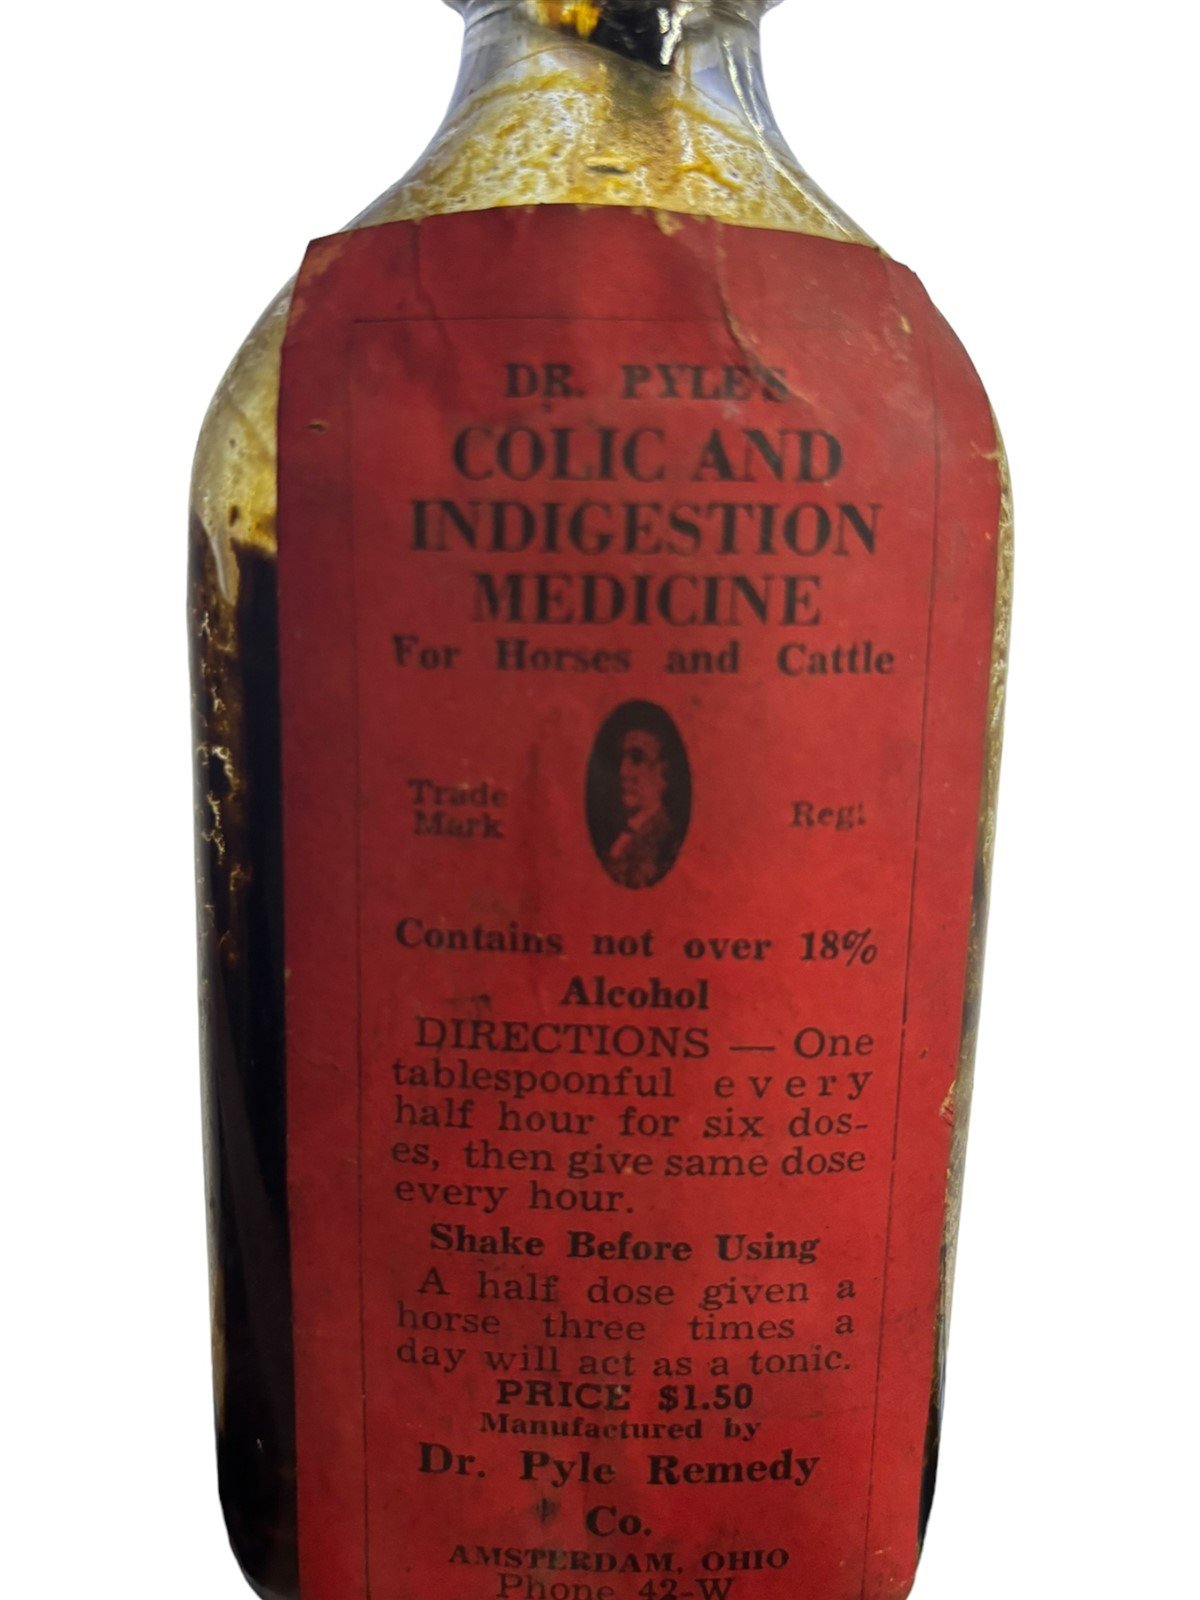 DR. PYLE'S
COLIC AND
INDIGESTION
MEDICINE
For Horses and Cattle
Trade
Mark
Reg.
Contains not over 18%
Alcohol
DIRECTIONS — One
tablespoonful every
half hour for six dos-
es, then give same dose
every hour.
Shake Before Using
A half dose given a
horse three times a
day will act as a tonic.
PRICE $1.50
Manufactured by
Dr. Pyle Remedy
Co.
AMSTERDAM, OHIO
Phone 42-W